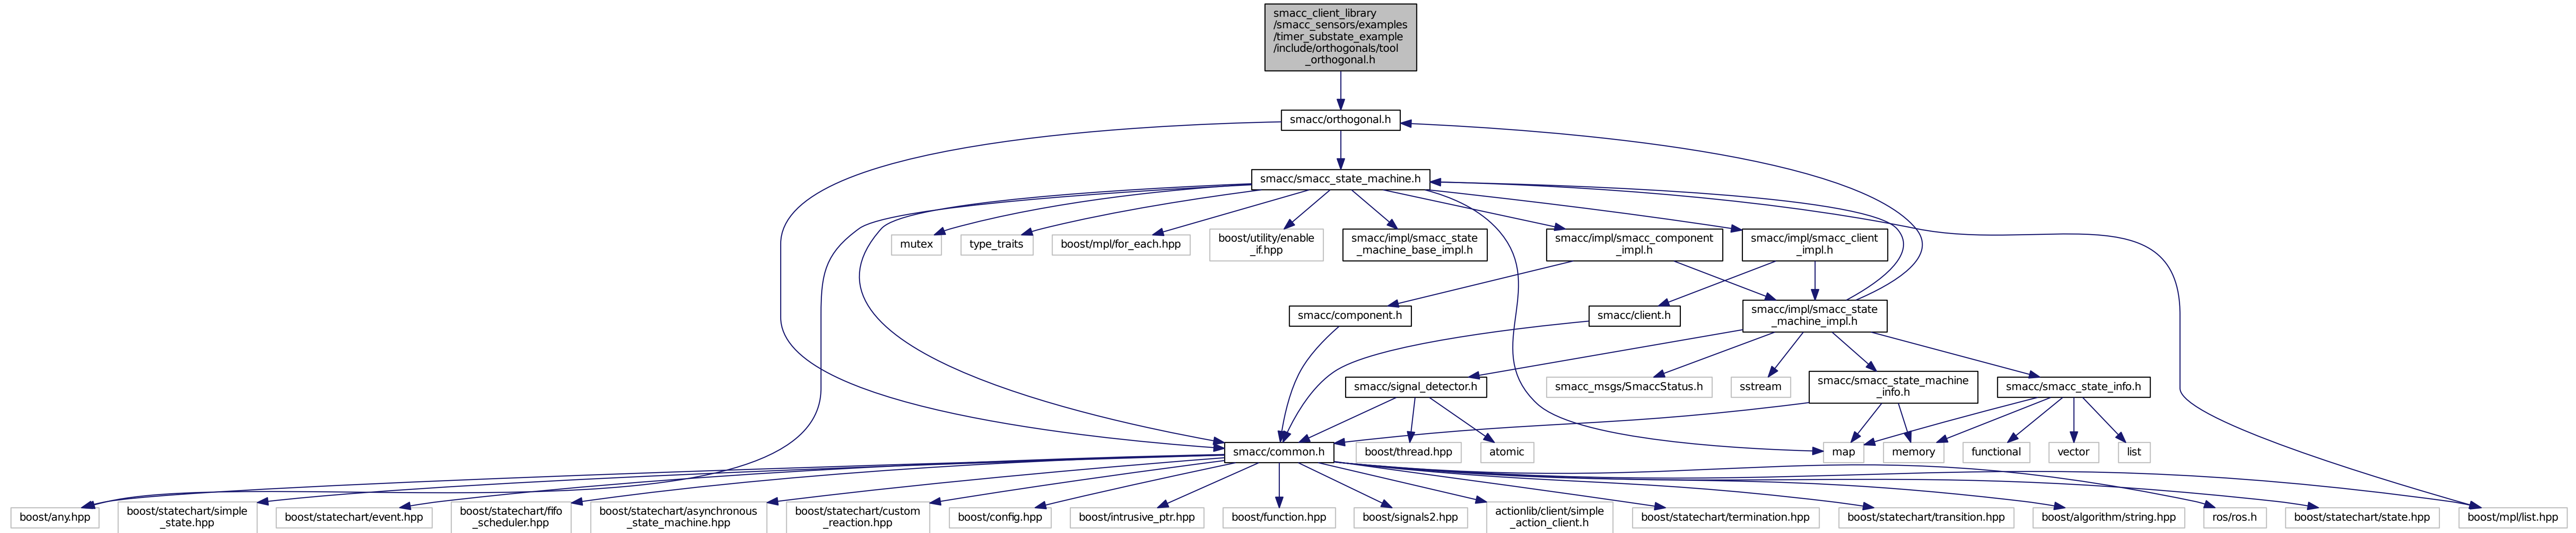 smacc_client_library
/smacc_sensors/examples
/timer_substate_example
/include/orthogonals/tool
_orthogonal.h
smacc/orthogonal.h
smacc/smacc_state_machine.h
mutex
type_traits
boost/mpl/for_each.hpp
boost/utility/enable
_if.hpp
smacc/impl/smacc_state
_machine_base_impl.h
smacc/impl/smacc_component
_impl.h
smacc/impl/smacc_client
_impl.h
smacc/component.h
smacc/client.h
smacc/impl/smacc_state
_machine_impl.h
smacc/signal_detector.h
smacc_msgs/SmaccStatus.h
sstream
smacc/smacc_state_machine
_info.h
smacc/smacc_state_info.h
smacc/common.h
boost/thread.hpp
atomic
map
memory
functional
vector
list
boost/any.hpp
boost/statechart/simple
_state.hpp
boost/statechart/event.hpp
boost/statechart/fifo
_scheduler.hpp
boost/statechart/asynchronous
_state_machine.hpp
boost/statechart/custom
_reaction.hpp
boost/config.hpp
boost/intrusive_ptr.hpp
boost/function.hpp
boost/signals2.hpp
actionlib/client/simple
_action_client.h
boost/statechart/termination.hpp
boost/statechart/transition.hpp
boost/algorithm/string.hpp
ros/ros.h
boost/statechart/state.hpp
boost/mpl/list.hpp